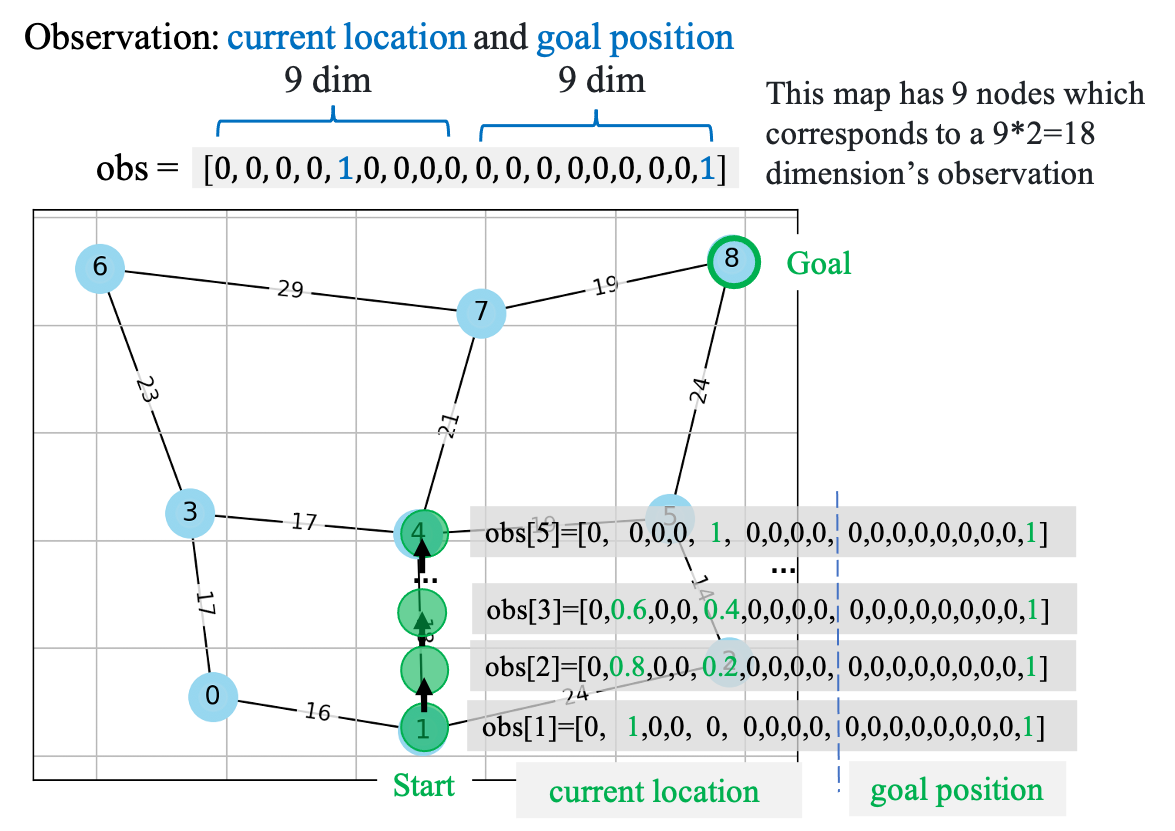 Observation: current location and goal position
9 dim 9 dim
This map has 9 nodes which
corresponds to a 9*2=18
dimension's observation
obs = [0, 0, 0, 0, 1,0, 0,0,0, 0, 0, 0, 0,0,0, 0,0,1]
6
29
7
19
8
Goal
23
21
24
3
17
4
19
5
obs[5]=[0, 0,0,0, 1, 0,0,0,0, 0,0,0,0,0,0,0,0,1]
...
...
14
17
18
obs[3]=[0,0.6,0,0, 0.4,0,0,0,0, 0,0,0,0,0,0,0,0,1]
2
obs[2]=[0,0.8,0,0, 0.2,0,0,0,0, 0,0,0,0,0,0,0,0,1]
0
16
24
1
obs[1]=[0, 1,0,0, 0, 0,0,0,0, 0,0,0,0,0,0,0,0,1]
Start
current location
goal position